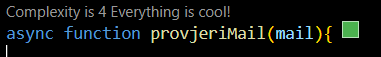 Complexity is 4 Everything is cool!
async function provjeriMail(mail){